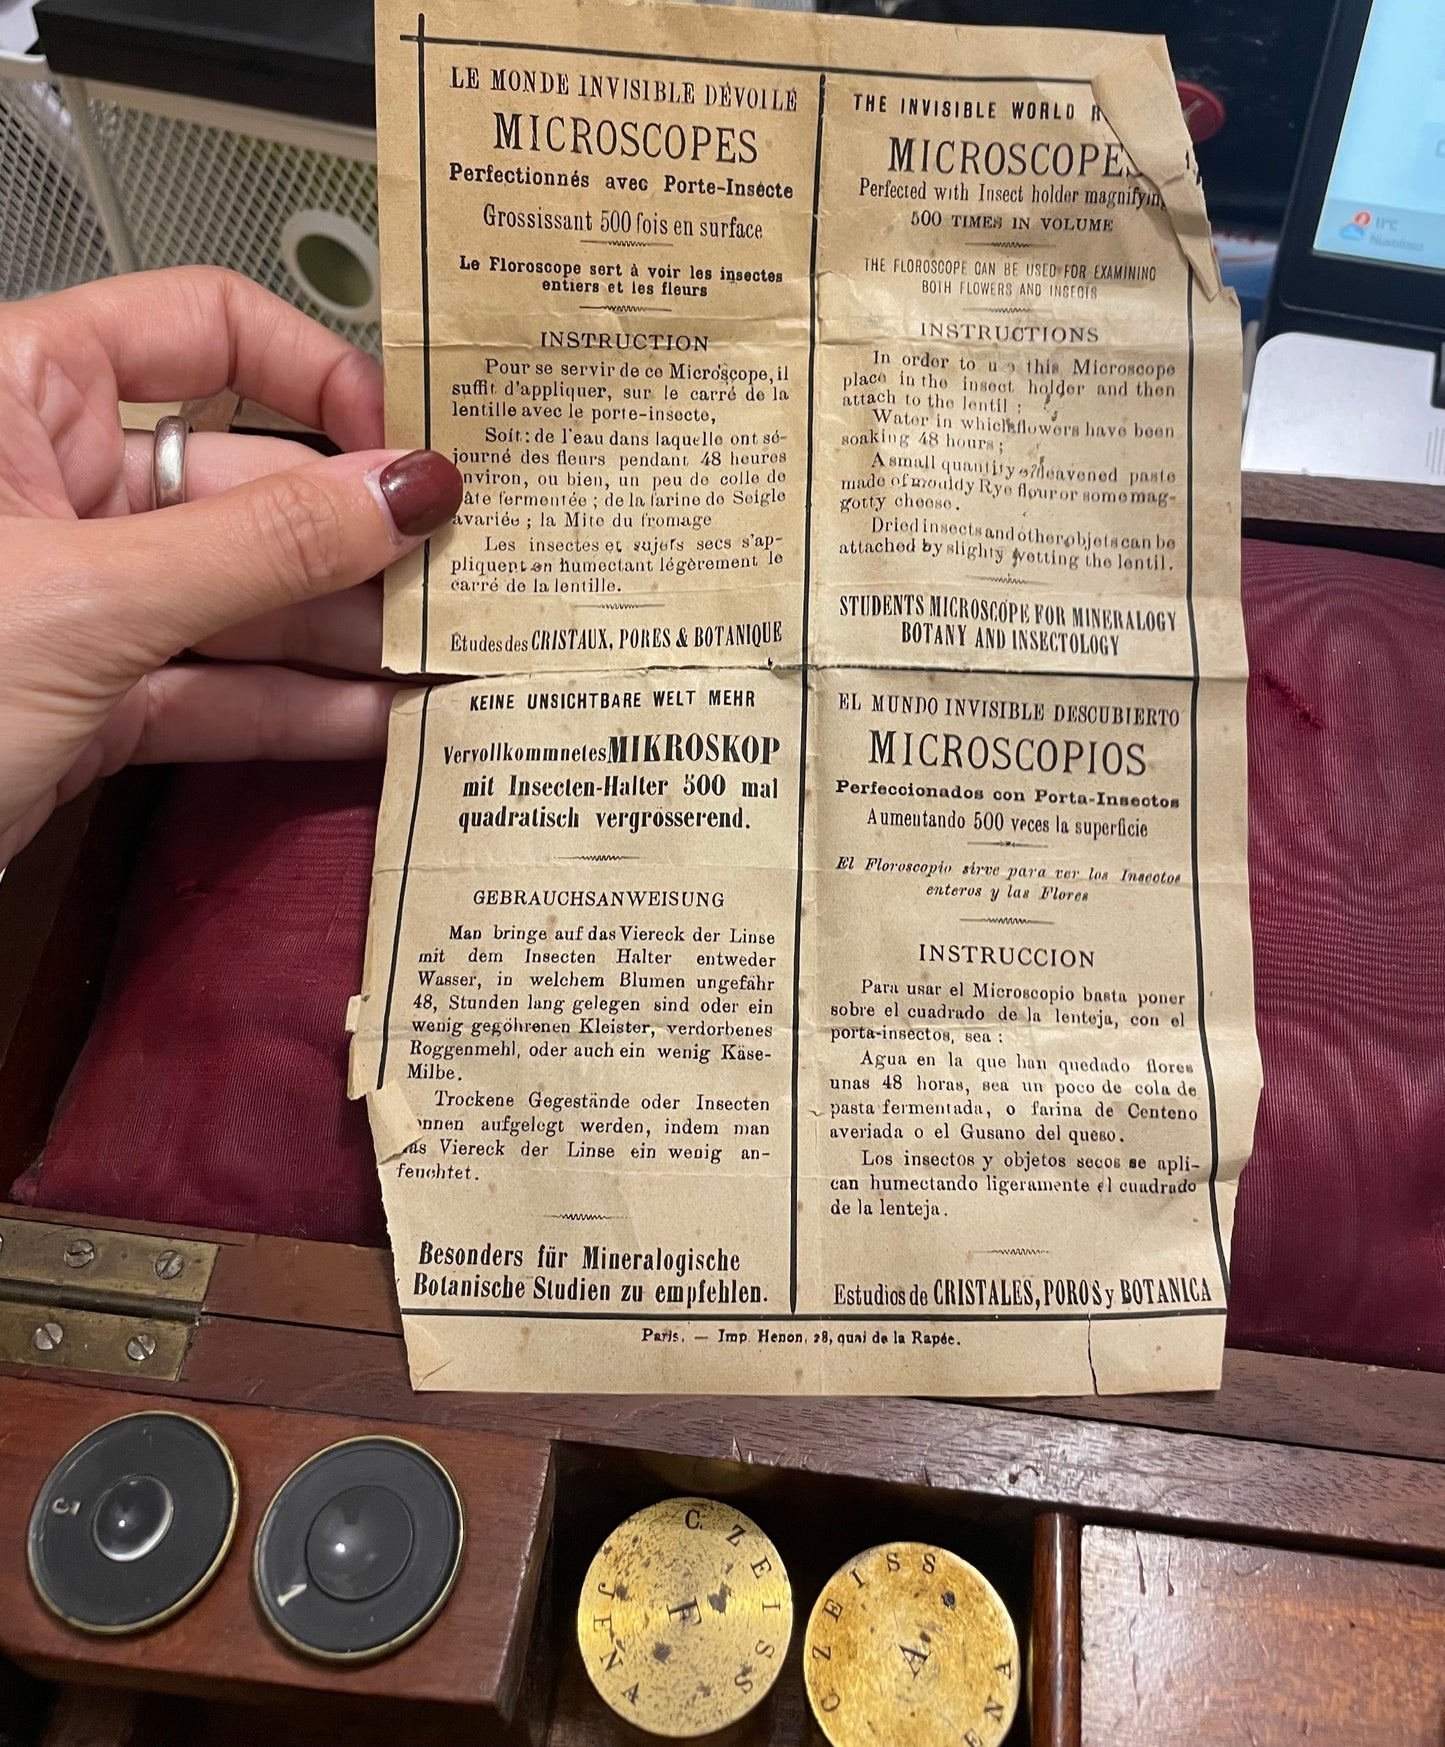 LE MONDE INVISIBLE DÉVOILÉ
MICROSCOPES
Perfectionnés avec Porte-Insecte
Grossissant 500 fois en surface
Le Floroscope sert à voir les insectes
entiers et les fleurs
INSTRUCTION
Pour se servir de ce Microscope, il
suffit d'appliquer, sur le carré de la
lentille avec le porte-insecte,
Soit: de l'eau dans laquelle ont sé-
journé des fleurs pendant 48 heures
environ, ou bien, un peu de colle de
pâte fermentée ; de la farine de Seigle
avariée ; la Mite du fromage
Les insectes et sujets secs s'ap-
pliquent en humectant légèrement le
carré de la lentille.
Études des CRISTAUX, PORES & BOTANIQUE
THE INVISIBLE WORLD
MICROSCOPES
Perfected with Insect holder magnifying
500 TIMES IN VOLUME
THE FLOROSCOPE CAN BE USED FOR EXAMINING
BOTH FLOWERS AND INSECTS
INSTRUCTIONS
In order to use this Microscope
place in the insect holder and then
attach to the lentil :
Water in which flowers have been
soaking 48 hours ;
A small quantity of leavened paste
made of mouldy Rye flour or some mag-
gotty cheese.
Dried insects and other objets can be
attached by slighty wetting the lentil.
STUDENTS MICROSCOPE FOR MINERALOGY
BOTANY AND INSECTOLOGY
KEINE UNSICHTBARE WELT MEHR
Vervollkommnetes MIKROSKOP
mit Insecten-Halter 500 mal
quadratisch vergrösserend.
GEBRAUCHSANWEISUNG
Man bringe auf das Viereck der Linse
mit dem Insecten Halter entweder
Wasser, in welchem Blumen ungefähr
48, Stunden lang gelegen sind oder ein
wenig gegöhrenen Kleister, verdorbenes
Roggenmehl, oder auch ein wenig Käse-
Milbe.
Trockene Gegestände oder Insecten
önnen aufgelegt werden, indem man
das Viereck der Linse ein wenig an-
feuchtet.
Besonders für Mineralogische
Botanische Studien zu empfehlen.
EL MUNDO INVISIBLE DESCUBIERTO
MICROSCOPIOS
Perfeccionados con Porta-Insectos
Aumentando 500 veces la superficie
El Floroscopio sirve para ver los Insectos
enteros y las Flores
INSTRUCCION
Para usar el Microscopio basta poner
sobre el cuadrado de la lenteja, con el
porta-insectos, sea :
Agua en la que han quedado flores
unas 48 horas, sea un poco de cola de
pasta fermentada, o farina de Centeno
averiada o el Gusano del queso.
Los insectos y objetos secos se apli-
can humectando ligeramente el cuadrado
de la lenteja.
Estudios de CRISTALES, POROS y BOTANICA
Paris. — Imp Henon, 28, quai de la Rapée.
11°C
Nuvoloso
5
1
C. ZEISS
JENA
F
C. ZEISS
JENA
A